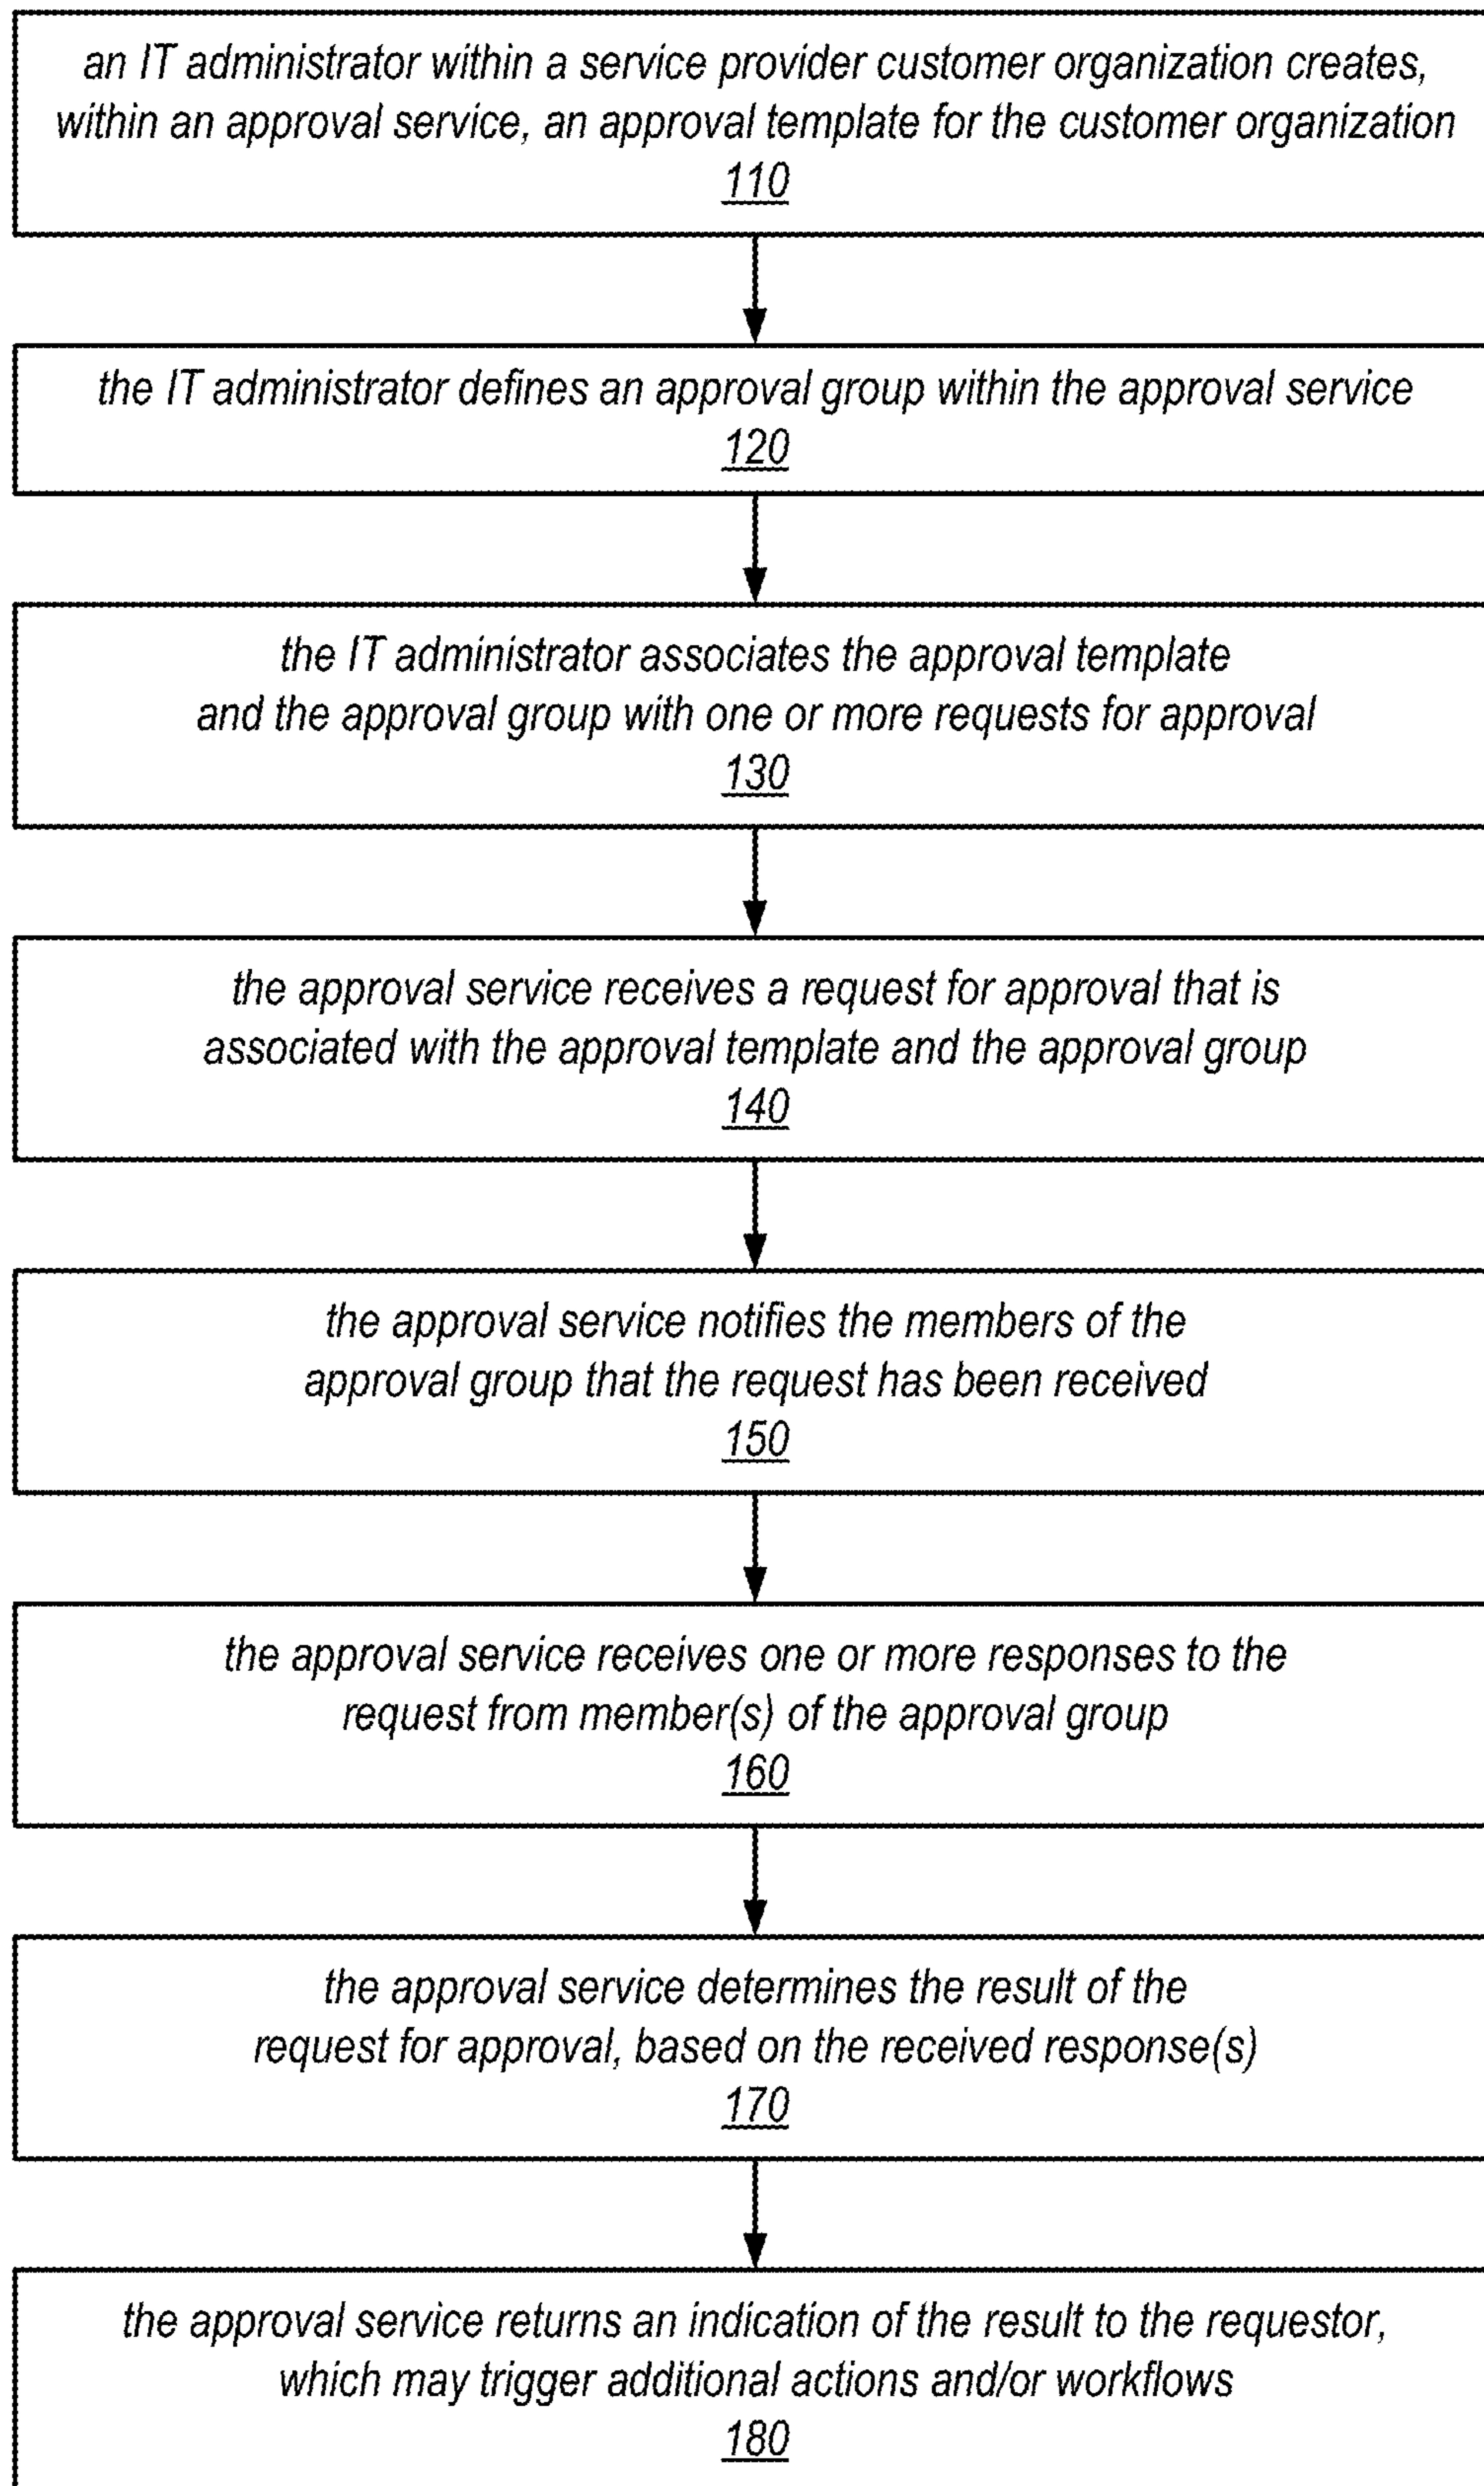 an IT administrator within a service provider customer organization creates,
within an approval service, an approval template for the customer organization
110
the IT administrator defines an approval group within the approval service
120
the IT administrator associates the approval template
and the approval group with one or more requests for approval
130
the approval service receives a request for approval that is
associated with the approval template and the approval group
140
the approval service notifies the members of the
approval group that the request has been received
150
the approval service receives one or more responses to the
request from member(s) of the approval group
160
the approval service determines the result of the
request for approval, based on the received response(s)
170
the approval service returns an indication of the result to the requestor,
which may trigger additional actions and/or workflows
180